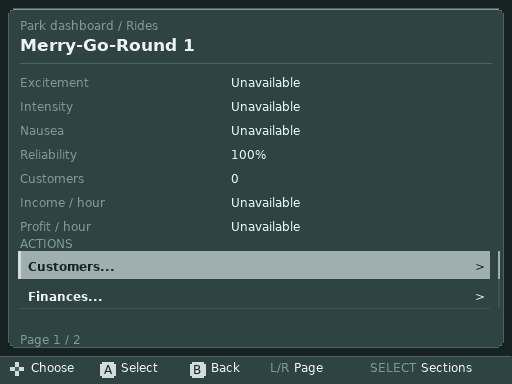 Park dashboard / Rides
Merry-Go-Round 1
Excitement Unavailable
Intensity Unavailable
Nausea Unavailable
Reliability 100%
Customers 0
Income / hour Unavailable
Profit / hour Unavailable
ACTIONS
Customers... >
Finances... >
Page 1 / 2
Choose A Select B Back L/R Page SELECT Sections